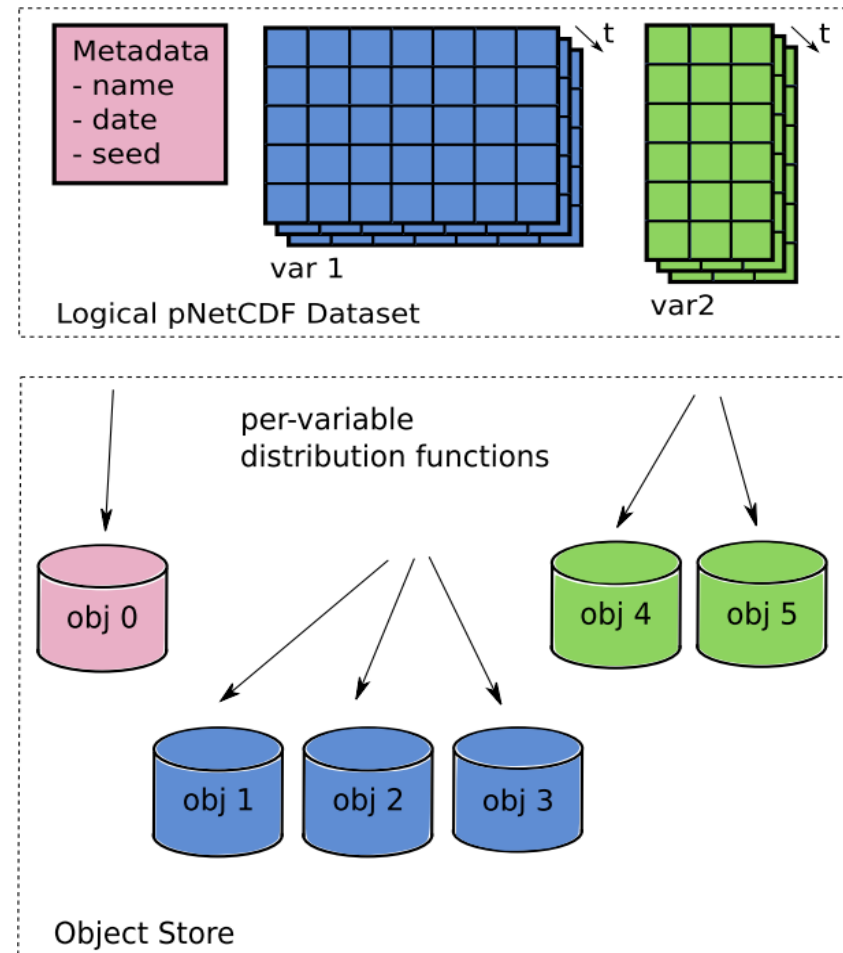 Metadata
- name
- date
- seed
t
t
var 1
var2
Logical pNetCDF Dataset
per-variable
distribution functions
obj 0
obj 4
obj 5
obj 1
obj 2
obj 3
Object Store